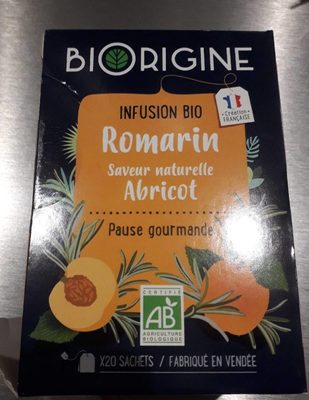 BIORIGINE
INFUSION BIO
Création
FRANÇAISE
Romarin
Saveur naturelle
Abricot
Pause gourmande
CERTIFIÉ
AB
AGRICULTURE
BIOLOGIQUE
X20 SACHETS / FABRIQUÉ EN VENDÉE